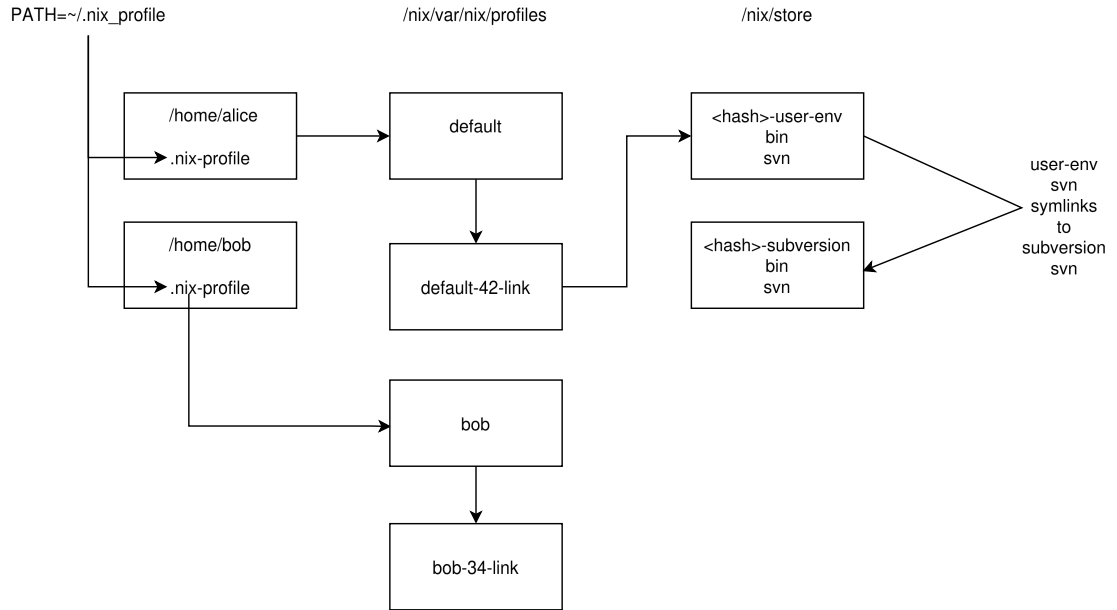 PATH=~/.nix_profile
/nix/var/nix/profiles
/nix/store
/home/alice
.nix-profile
default
<hash>-user-env
bin
svn
user-env
svn
symlinks
to
subversion
svn
/home/bob
.nix-profile
default-42-link
<hash>-subversion
bin
svn
bob
bob-34-link